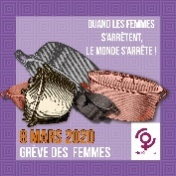 QUAND LES FEMMES
S'ARRÊTENT,
LE MONDE S'ARRÊTE !
8 MARS 2020
GRÈVE DES FEMMES